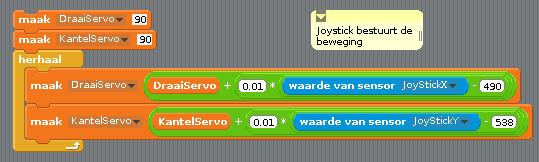 maak DraaiServo 90
maak KantelServo 90
herhaal
maak DraaiServo DraaiServo + 0.01 * waarde van sensor JoyStickX - 490
maak KantelServo KantelServo + 0.01 * waarde van sensor JoyStickY - 538
Joystick bestuurt de
beweging